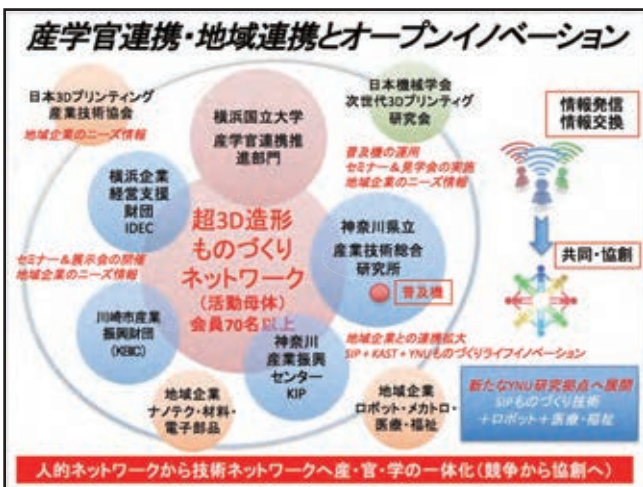 産学官連携・地域連携とオープンイノベーション
日本3Dプリンティング
産業技術協会
地域企業のニーズ情報
横浜国立大学
産学官連携推
進部門
日本機械学会
次世代3Dプリンティグ
研究会
普及機の運用
セミナー&見学会の実施
地域企業のニーズ情報
情報発信
情報交換
横浜企業
経営支援
財団
IDEC
超3D造形
ものづくり
ネットワーク
(活動母体)
会員70名以上
神奈川県立
産業技術総合
研究所
普及機
共同・協創
セミナー&展示会の開催
地域企業のニーズ情報
川崎市産業
振興財団
(KBIC)
神奈川
産業振興
センター
KIP
地域企業との連携拡大
SIP+KAST+YNUものづくりライフイノベーション
地域企業
ナノテク・材料・
電子部品
地域企業
ロボット・メカトロ・
医療・福祉
新たなYNU研究拠点へ展開
SIPものづくり技術
+ロボット+医療・福祉
人的ネットワークから技術ネットワークへ産・官・学の一体化(競争から協創へ)